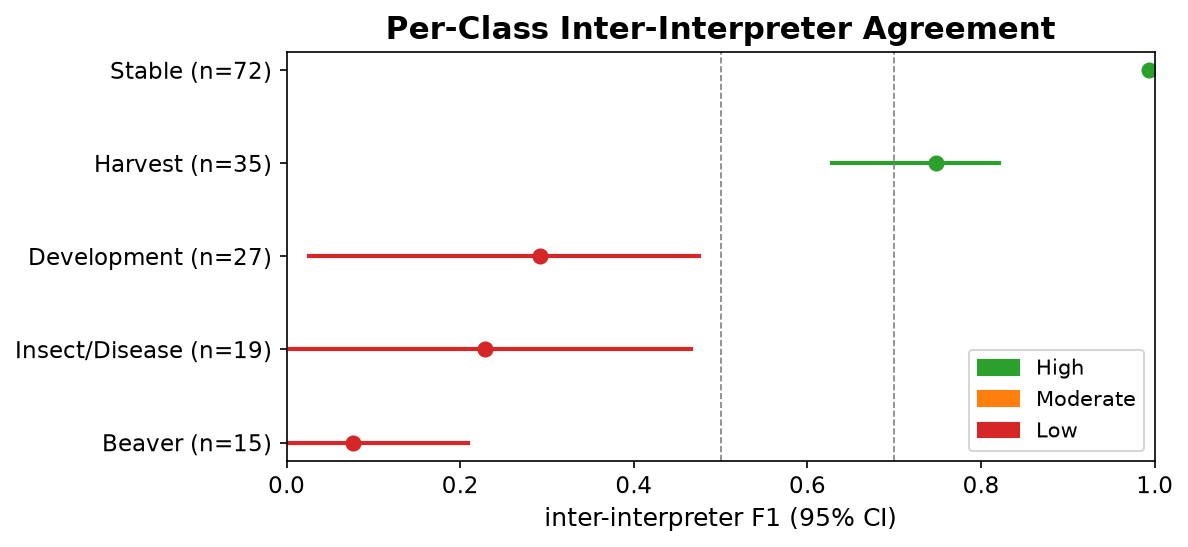 Per-Class Inter-Interpreter Agreement
Stable (n=72)
Harvest (n=35)
Development (n=27)
Insect/Disease (n=19)
Beaver (n=15)
High
Moderate
Low
0.0 0.2 0.4 0.6 0.8 1.0
inter-interpreter F1 (95% CI)